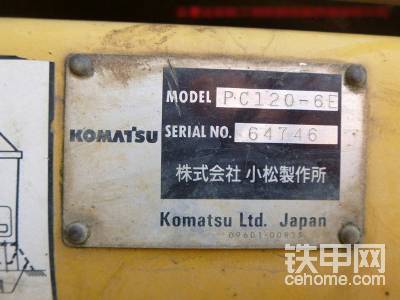 MODEL PC120-6E
KOMATSU
SERIAL NO. 64746
株式会社 小松製作所
Komatsu Ltd. Japan
铁甲网
cehome.com